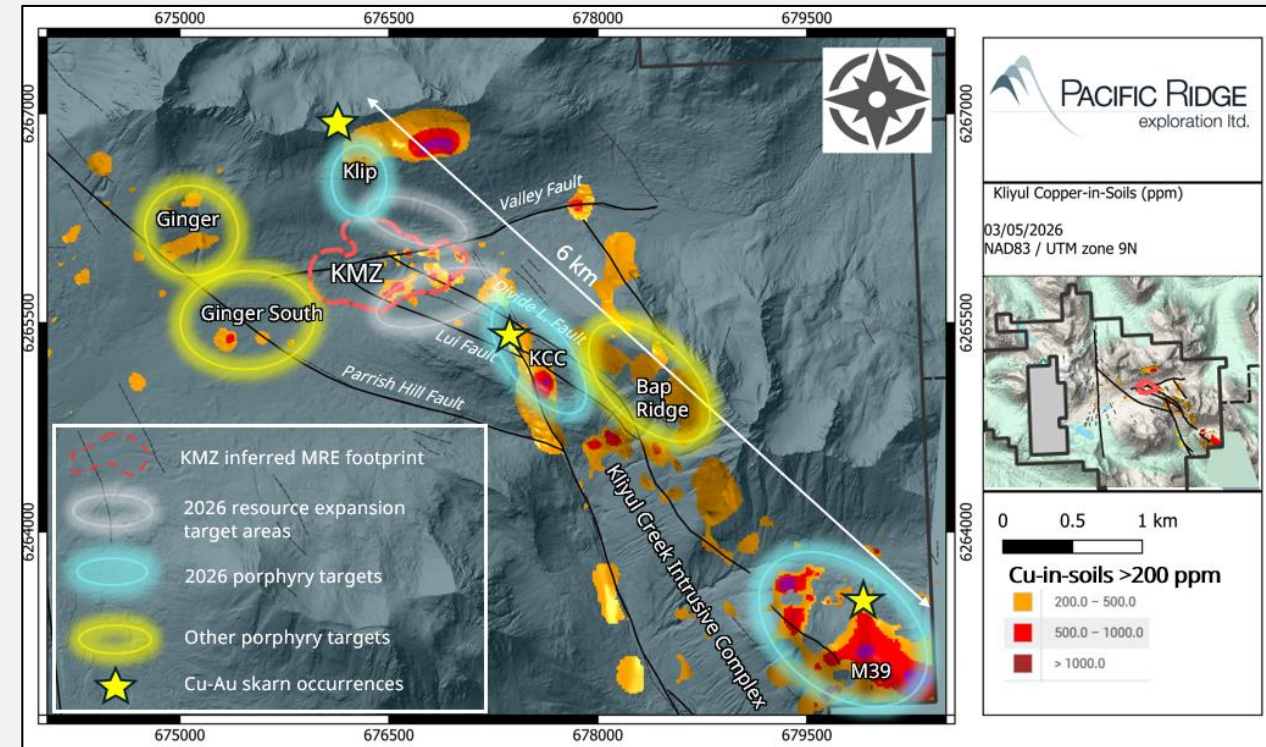 675000
676500
678000
679500
6267000
6267000
Klip
Valley Fault
Ginger
KMZ
6 km
Ginger South
Divide L. Fault
6265500
6265500
Lui Fault
KCC
Bap
Ridge
Parrish Hill Fault
Kliyul Creek Intrusive Complex
6264000
6264000
M39
KMZ inferred MRE footprint
2026 resource expansion
target areas
2026 porphyry targets
Other porphyry targets
Cu-Au skarn occurrences
675000
676500
678000
679500
PACIFIC RIDGE
exploration ltd.
Kliyul Copper-in-Soils (ppm)
03/05/2026
NAD83 / UTM zone 9N
0 0.5 1 km
Cu-in-soils >200 ppm
200.0 – 500.0
500.0 – 1000.0
> 1000.0